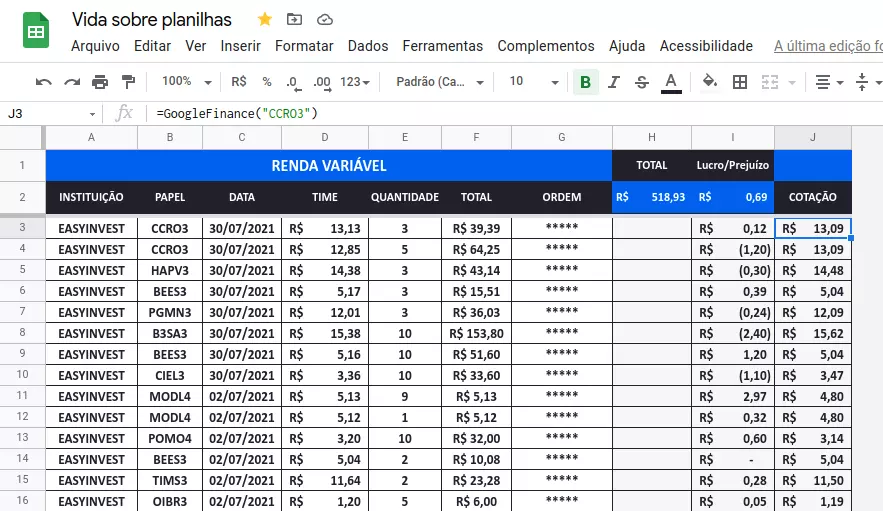 Vida sobre planilhas
Arquivo Editar Ver Inserir Formatar Dados Ferramentas Complementos Ajuda Acessibilidade A última edição fo
100% R$ % .0 .00 123 Padrão (Ca... 10 B I S A
J3 fx =GoogleFinance("CCRO3")
A B C D E F G H I J
1 RENDA VARIÁVEL TOTAL Lucro/Prejuízo
2 INSTITUIÇÃO PAPEL DATA TIME QUANTIDADE TOTAL ORDEM R$ 518,93 R$ 0,69 COTAÇÃO
3 EASYINVEST CCRO3 30/07/2021 R$ 13,13 3 R$ 39,39 ***** R$ 0,12 R$ 13,09
4 EASYINVEST CCRO3 30/07/2021 R$ 12,85 5 R$ 64,25 ***** R$ (1,20) R$ 13,09
5 EASYINVEST HAPV3 30/07/2021 R$ 14,38 3 R$ 43,14 ***** R$ (0,30) R$ 14,48
6 EASYINVEST BEES3 30/07/2021 R$ 5,17 3 R$ 15,51 ***** R$ 0,39 R$ 5,04
7 EASYINVEST PGMN3 30/07/2021 R$ 12,01 3 R$ 36,03 ***** R$ (0,24) R$ 12,09
8 EASYINVEST B3SA3 30/07/2021 R$ 15,38 10 R$ 153,80 ***** R$ (2,40) R$ 15,62
9 EASYINVEST BEES3 30/07/2021 R$ 5,16 10 R$ 51,60 ***** R$ 1,20 R$ 5,04
10 EASYINVEST CIEL3 30/07/2021 R$ 3,36 10 R$ 33,60 ***** R$ (1,10) R$ 3,47
11 EASYINVEST MODL4 02/07/2021 R$ 5,13 9 R$ 5,13 ***** R$ 2,97 R$ 4,80
12 EASYINVEST MODL4 02/07/2021 R$ 5,12 1 R$ 5,12 ***** R$ 0,32 R$ 4,80
13 EASYINVEST POMO4 02/07/2021 R$ 3,20 10 R$ 32,00 ***** R$ 0,60 R$ 3,14
14 EASYINVEST BEES3 02/07/2021 R$ 5,04 2 R$ 10,08 ***** R$ - R$ 5,04
15 EASYINVEST TIMS3 02/07/2021 R$ 11,64 2 R$ 23,28 ***** R$ 0,28 R$ 11,50
16 EASYINVEST OIBR3 02/07/2021 R$ 1,20 5 R$ 6,00 ***** R$ 0,05 R$ 1,19